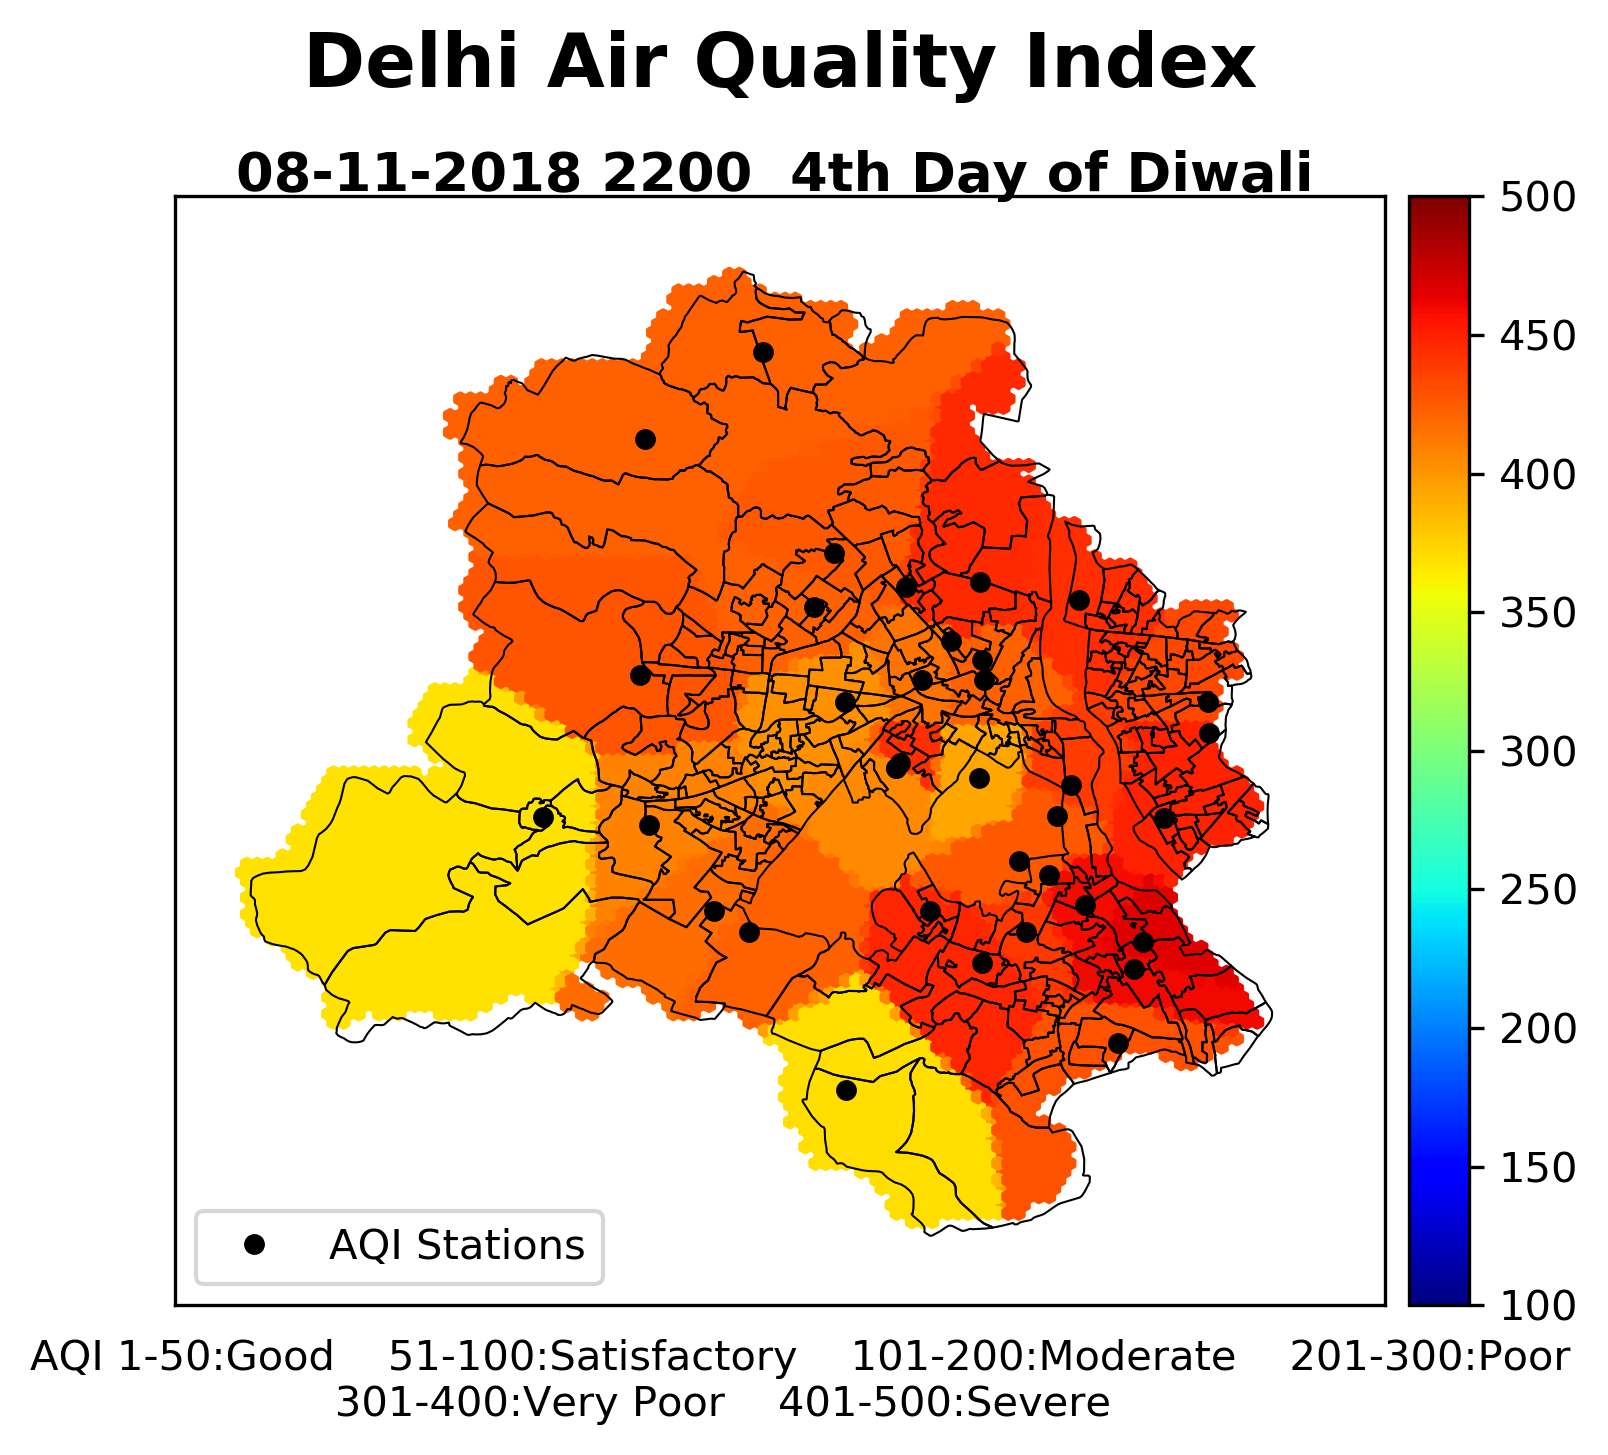 Delhi Air Quality Index
08-11-2018 2200  4th Day of Diwali
500
450
400
350
300
250
200
150
100
AQI Stations
AQI 1-50:Good    51-100:Satisfactory    101-200:Moderate    201-300:Poor
301-400:Very Poor    401-500:Severe